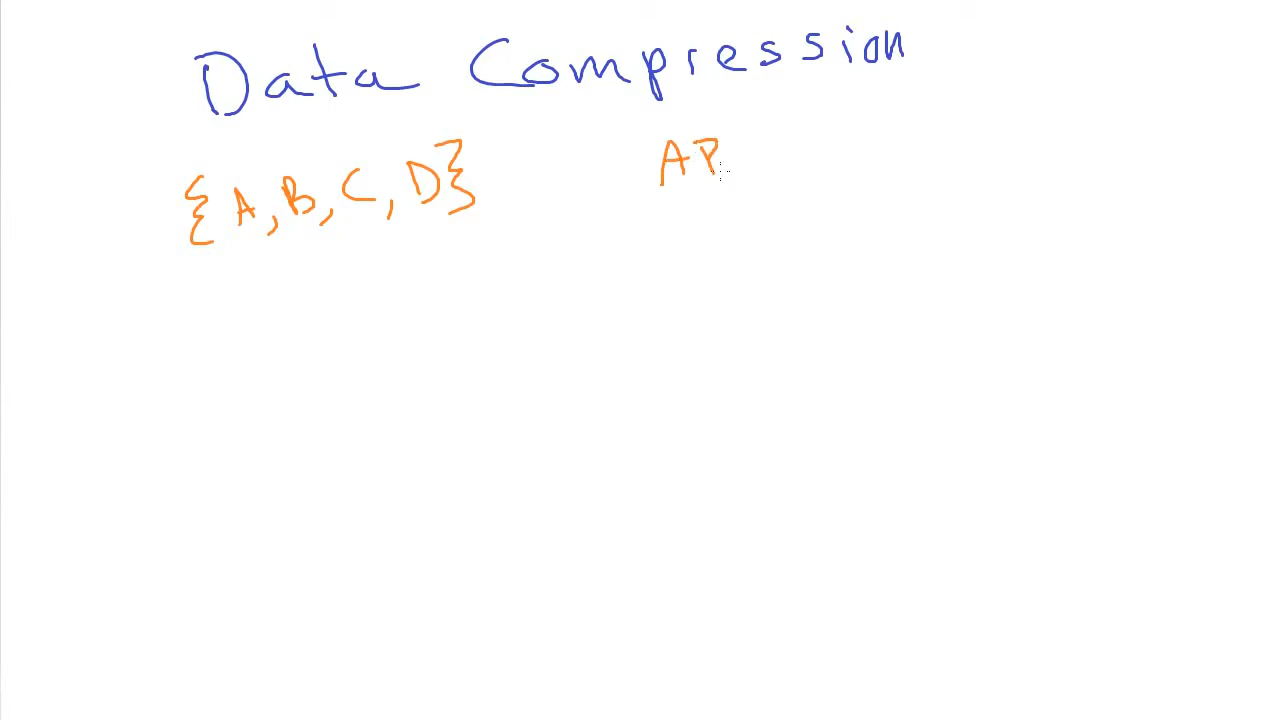 Data Compression
{A, B, C, D} AP